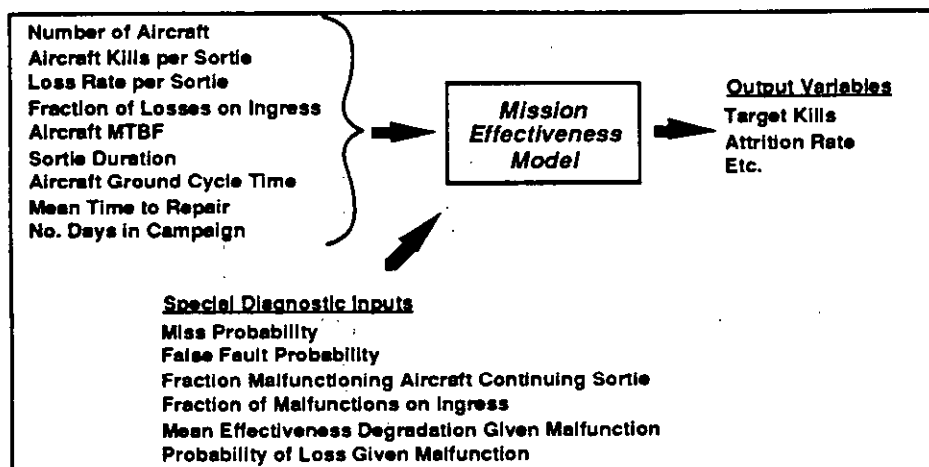 Number of Aircraft
Aircraft Kills per Sortie
Loss Rate per Sortie
Fraction of Losses on Ingress
Aircraft MTBF
Sortie Duration
Aircraft Ground Cycle Time
Mean Time to Repair
No. Days in Campaign
Mission
Effectiveness
Model
Output Variables
Target Kills
Attrition Rate
Etc.
Special Diagnostic Inputs
Miss Probability
False Fault Probability
Fraction Malfunctioning Aircraft Continuing Sortie
Fraction of Malfunctions on Ingress
Mean Effectiveness Degradation Given Malfunction
Probability of Loss Given Malfunction